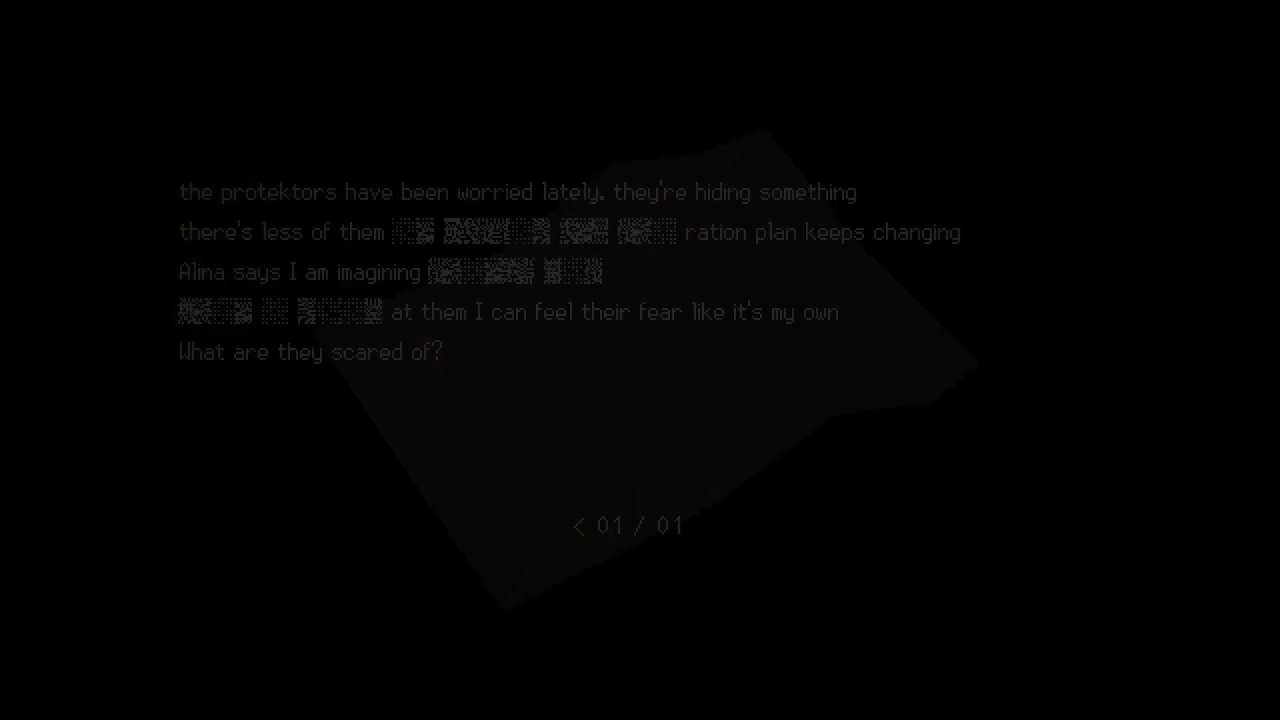 the protektors have been worried lately. they're hiding something
there's less of them ration plan keeps changing
Alina says I am imagining
at them I can feel their fear like it's my own
What are they scared of?
< 01 / 01